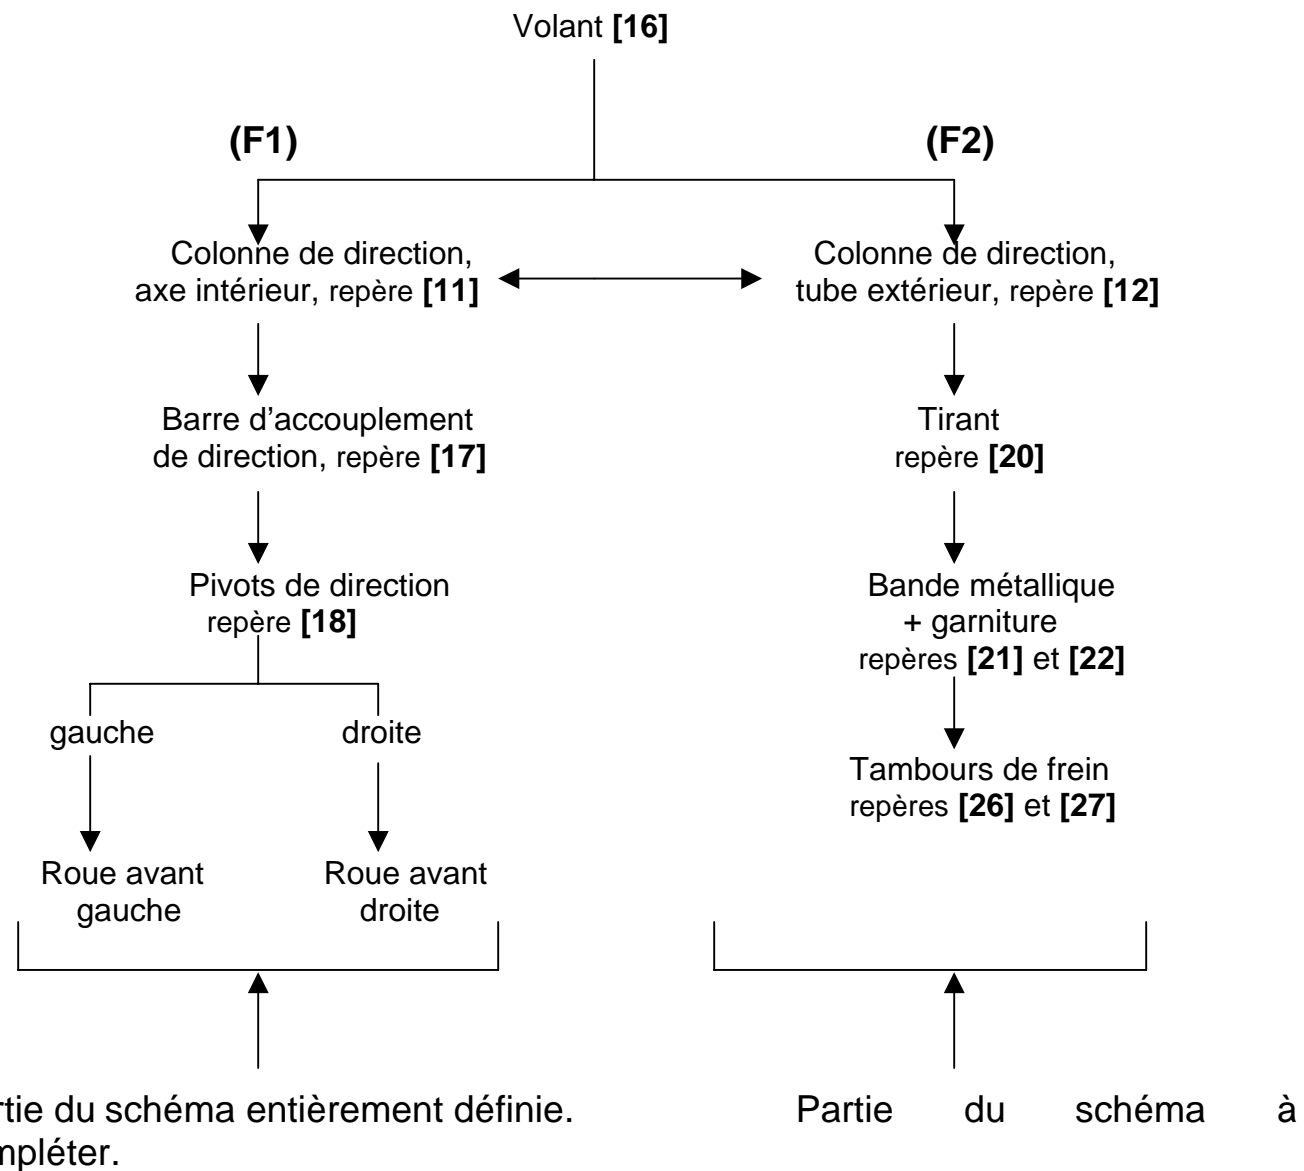 Volant [16]
(F1)
(F2)
Colonne de direction,
axe intérieur, repère [11]
Colonne de direction,
tube extérieur, repère [12]
Barre d'accouplement
de direction, repère [17]
Tirant
repère [20]
Pivots de direction
repère [18]
Bande métallique
+ garniture
repères [21] et [22]
gauche
droite
Tambours de frein
repères [26] et [27]
Roue avant
gauche
Roue avant
droite
rtie du schéma entièrement définie.
Partie du schéma à
mpléter.